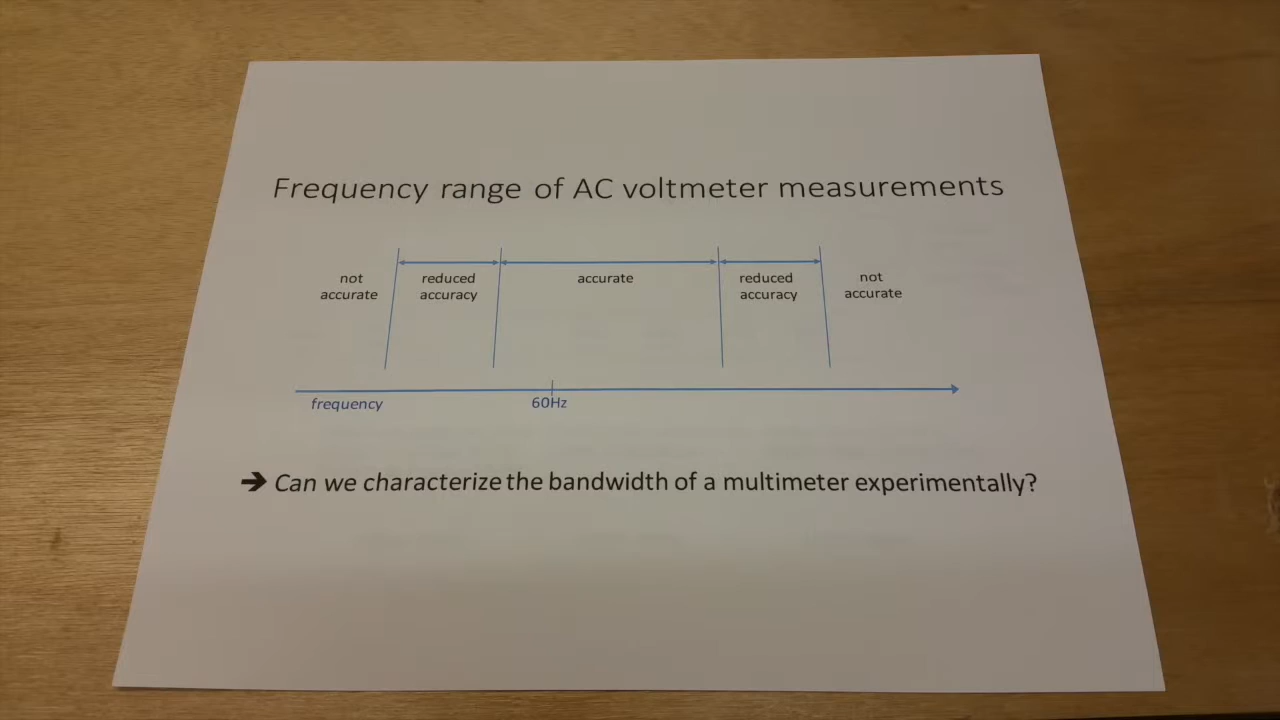 Frequency range of AC voltmeter measurements
not accurate
reduced accuracy
accurate
reduced accuracy
not accurate
frequency
60Hz
➔ Can we characterize the bandwidth of a multimeter experimentally?